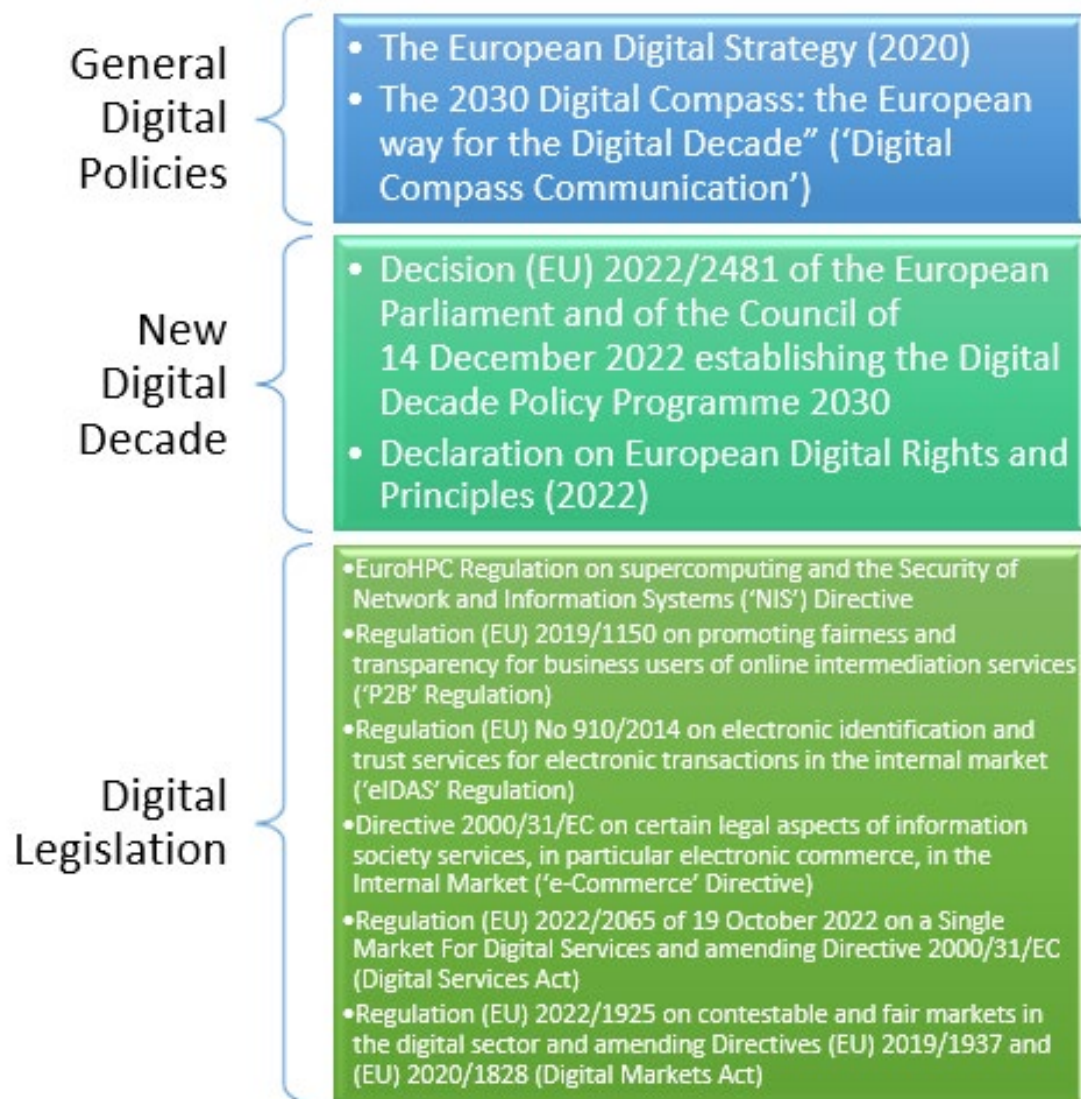 General
Digital
Policies
• The European Digital Strategy (2020)
• The 2030 Digital Compass: the European
way for the Digital Decade” (‘Digital
Compass Communication’)
New
Digital
Decade
• Decision (EU) 2022/2481 of the European
Parliament and of the Council of
14 December 2022 establishing the Digital
Decade Policy Programme 2030
• Declaration on European Digital Rights and
Principles (2022)
Digital
Legislation
•EuroHPC Regulation on supercomputing and the Security of
Network and Information Systems (‘NIS’) Directive
•Regulation (EU) 2019/1150 on promoting fairness and
transparency for business users of online intermediation services
(‘P2B’ Regulation)
•Regulation (EU) No 910/2014 on electronic identification and
trust services for electronic transactions in the internal market
(‘eIDAS’ Regulation)
•Directive 2000/31/EC on certain legal aspects of information
society services, in particular electronic commerce, in the
Internal Market (‘e-Commerce’ Directive)
•Regulation (EU) 2022/2065 of 19 October 2022 on a Single
Market For Digital Services and amending Directive 2000/31/EC
(Digital Services Act)
•Regulation (EU) 2022/1925 on contestable and fair markets in
the digital sector and amending Directives (EU) 2019/1937 and
(EU) 2020/1828 (Digital Markets Act)